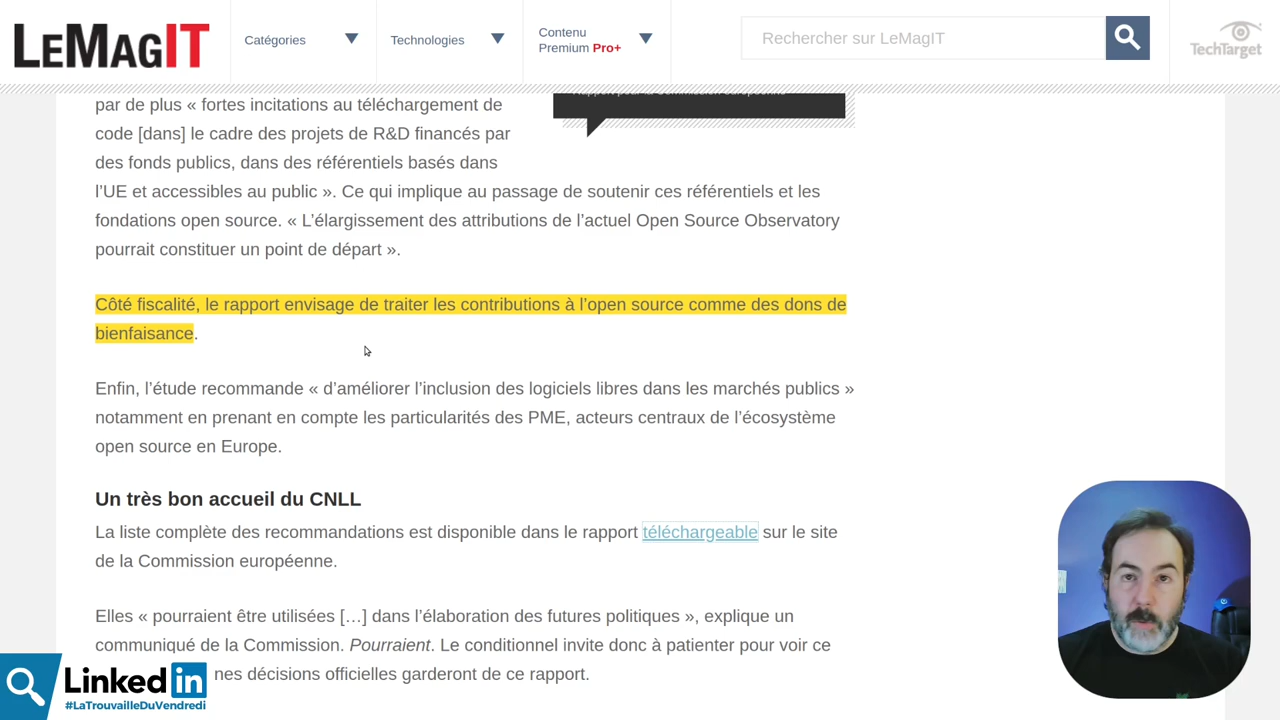 LEMAGIT
Catégories
Technologies
Contenu
Premium Pro+
Rechercher sur LeMagIT
TechTarget
par de plus « fortes incitations au téléchargement de
code [dans] le cadre des projets de R&D financés par
des fonds publics, dans des référentiels basés dans
l’UE et accessibles au public ». Ce qui implique au passage de soutenir ces référentiels et les
fondations open source. « L’élargissement des attributions de l’actuel Open Source Observatory
pourrait constituer un point de départ ».
Côté fiscalité, le rapport envisage de traiter les contributions à l’open source comme des dons de
bienfaisance.
Enfin, l’étude recommande « d’améliorer l’inclusion des logiciels libres dans les marchés publics »
notamment en prenant en compte les particularités des PME, acteurs centraux de l’écosystème
open source en Europe.
Un très bon accueil du CNLL
La liste complète des recommandations est disponible dans le rapport téléchargeable sur le site
de la Commission européenne.
Elles « pourraient être utilisées […] dans l’élaboration des futures politiques », explique un
communiqué de la Commission. Pourraient. Le conditionnel invite donc à patienter pour voir ce
nes décisions officielles garderont de ce rapport.
Linked in
#LaTrouvailleDuVendredi